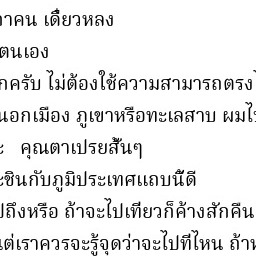 าคน เดี๋ยวหลง
ตนเอง
กครับ ไม่ต้องใช้ความสามารถตรง
นอกเมือง ภูเขาหรือทะเลสาบ ผมไ
ะ คุณตาเปรยสั้นๆ
ะชินกับภูมิประเทศแถบนี้ดี
ปถึงหรือ ถ้าจะไปเที่ยวก็ค้างสักคืน
แต่เราควรจะรู้จุดว่าจะไปที่ไหน ถ้าห